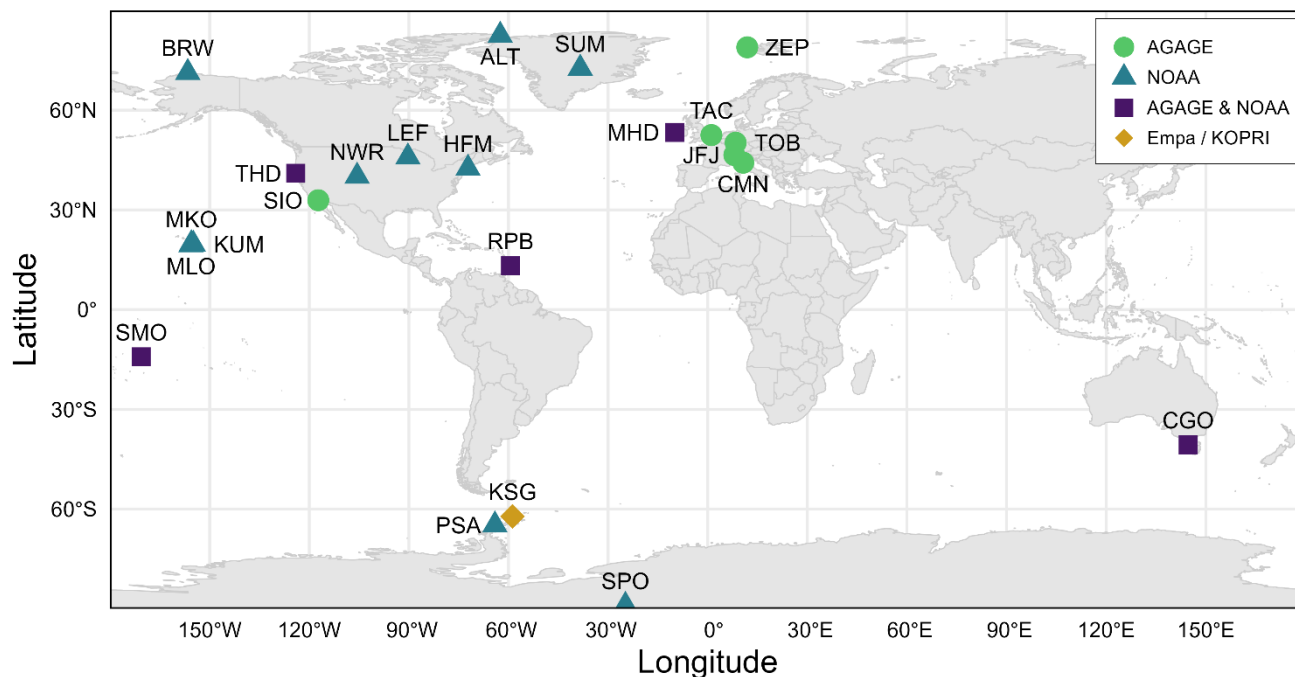 BRW
ALT
SUM
ZEP
AGAGE
NOAA
AGAGE & NOAA
Empa / KOPRI
60°N
TAC
MHD
TOB
JFJ
CMN
LEF
HFM
NWR
THD
SIO
30°N
MKO
KUM
MLO
RPB
0°
SMO
30°S
CGO
KSG
60°S
PSA
SPO
150°W
120°W
90°W
60°W
30°W
0°
30°E
60°E
90°E
120°E
150°E
Longitude
Latitude